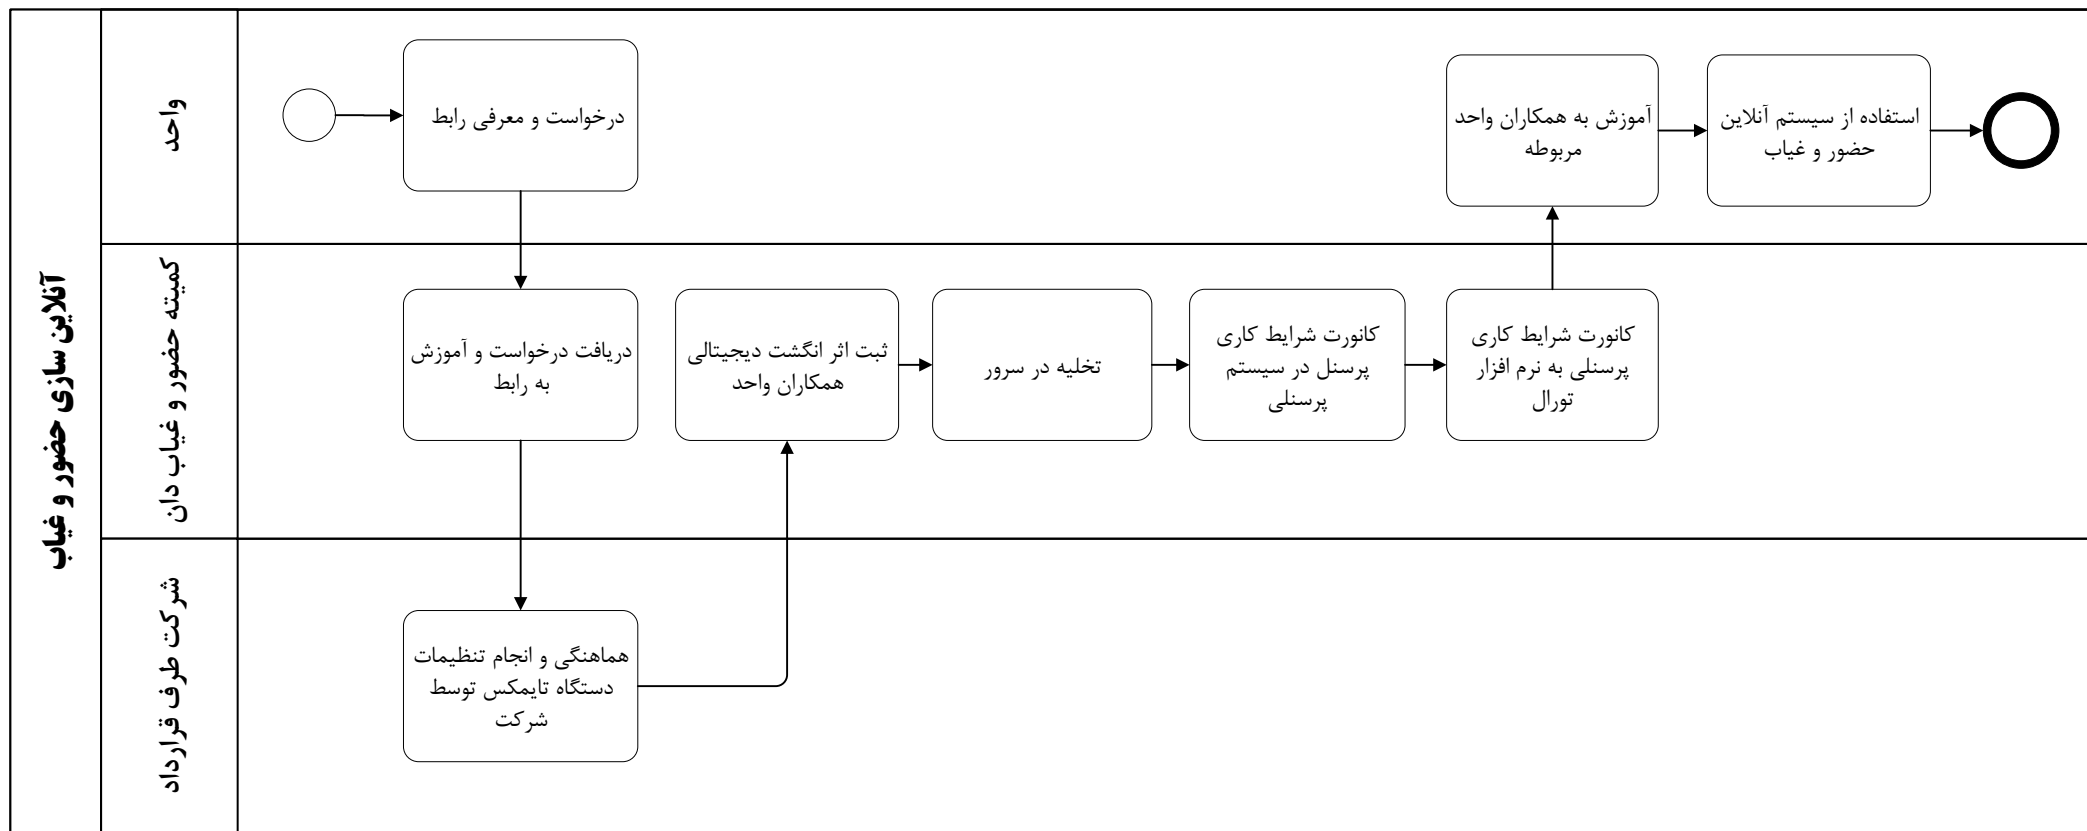 آنلاین سازی حضور و غیاب
واحد
درخواست و معرفی رابط
آموزش به همکاران واحد
مربوطه
استفاده از سیستم آنلاین
حضور و غیاب
کمیته حضور و غیاب دان
دریافت درخواست و آموزش
به رابط
ثبت اثر انگشت دیجیتالی
همکاران واحد
تخلیه در سرور
کانورت شرایط کاری
پرسنل در سیستم
پرسنلی
کانورت شرایط کاری
پرسنلی به نرم افزار
تورال
شرکت طرف قرارداد
هماهنگی و انجام تنظیمات
دستگاه تایمکس توسط
شرکت